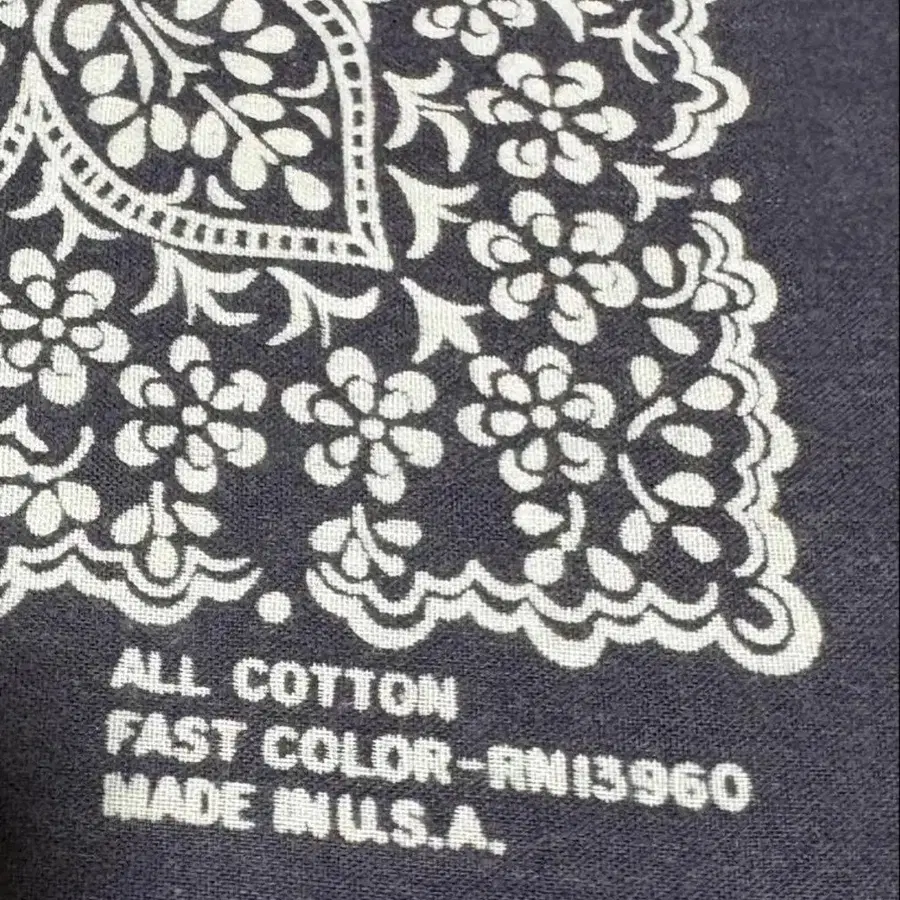 ALL COTTON
FAST COLOR-RN13960
MADE IN U.S.A.